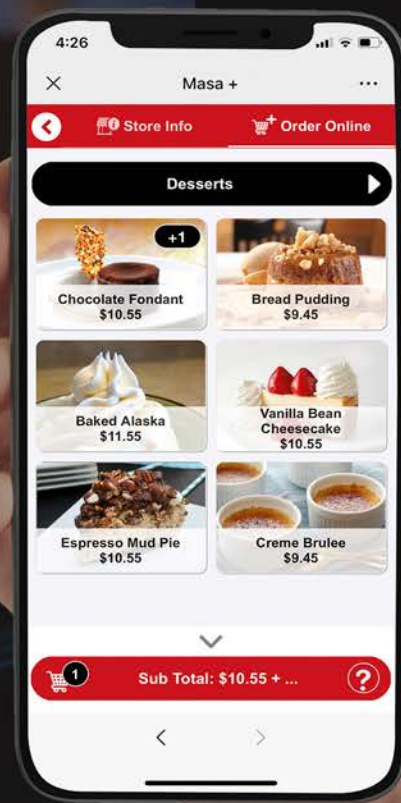 4:26
Masa +
Store Info
Order Online
Desserts
+1
Chocolate Fondant
$10.55
Bread Pudding
$9.45
Baked Alaska
$11.55
Vanilla Bean
Cheesecake
$10.55
Espresso Mud Pie
$10.55
Creme Brulee
$9.45
1
Sub Total: $10.55 + ...
?